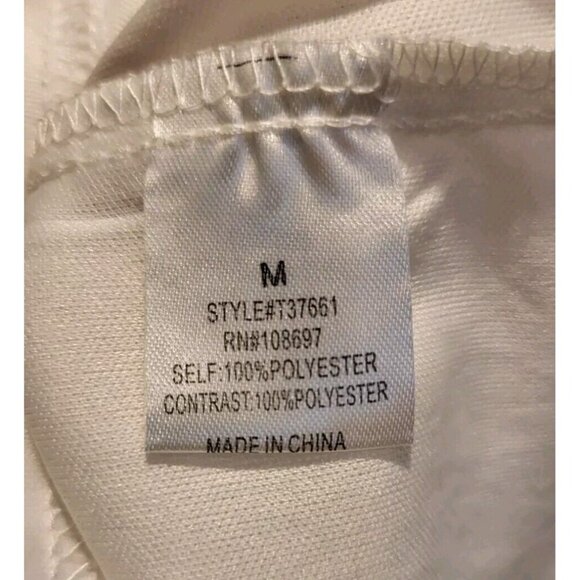 M
STYLE#T37661
RN#108697
SELF:100%POLYESTER
CONTRAST:100%POLYESTER
MADE IN CHINA